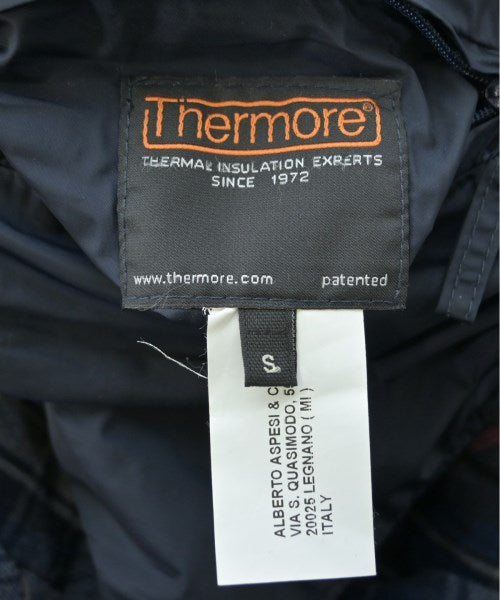 Thermore®
THERMAL INSULATION EXPERTS
SINCE 1972
www.thermore.com patented
S
ALBERTO ASPESI & C
VIA S. QUASIMODO,
20025 LEGNANO ( MI )
ITALY